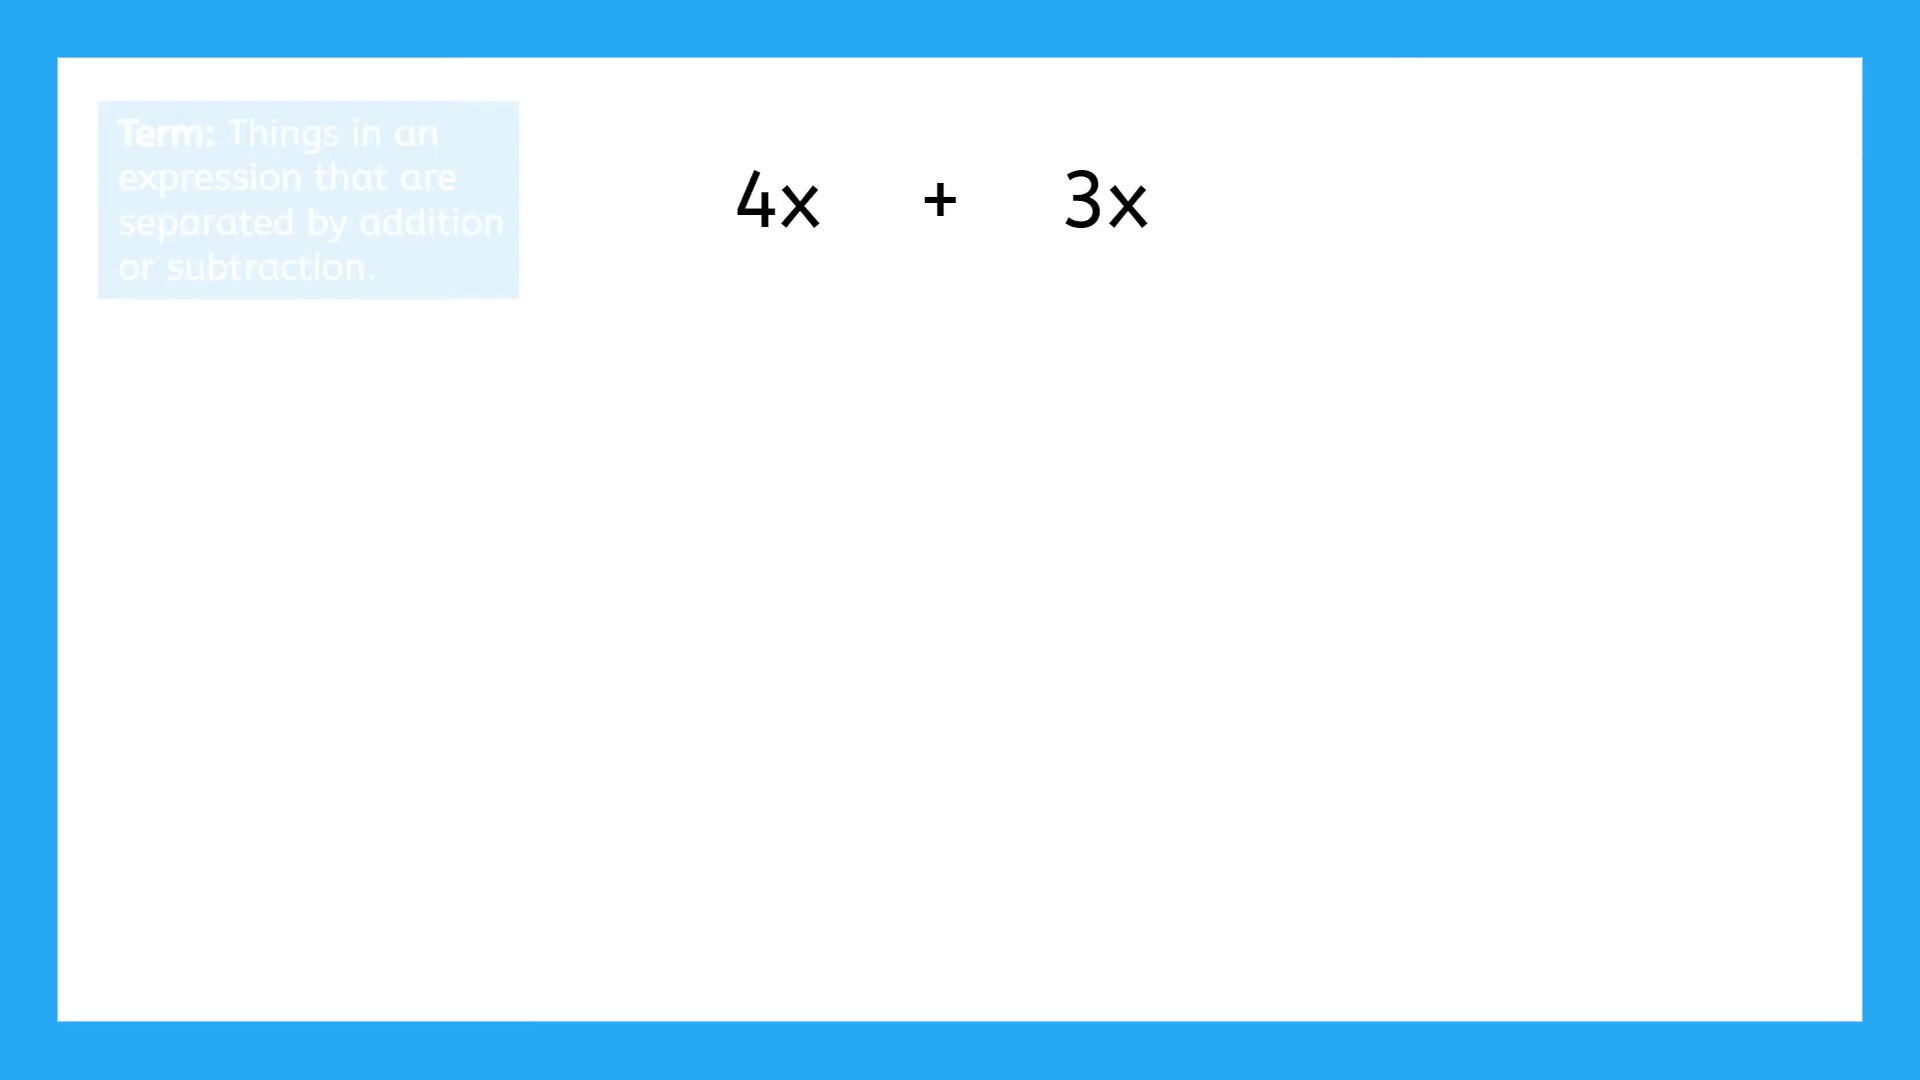 Term: Things in an
expression that are
separated by addition
or subtraction.
4x + 3x